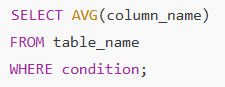 SELECT AVG(column_name)
FROM table_name
WHERE condition;